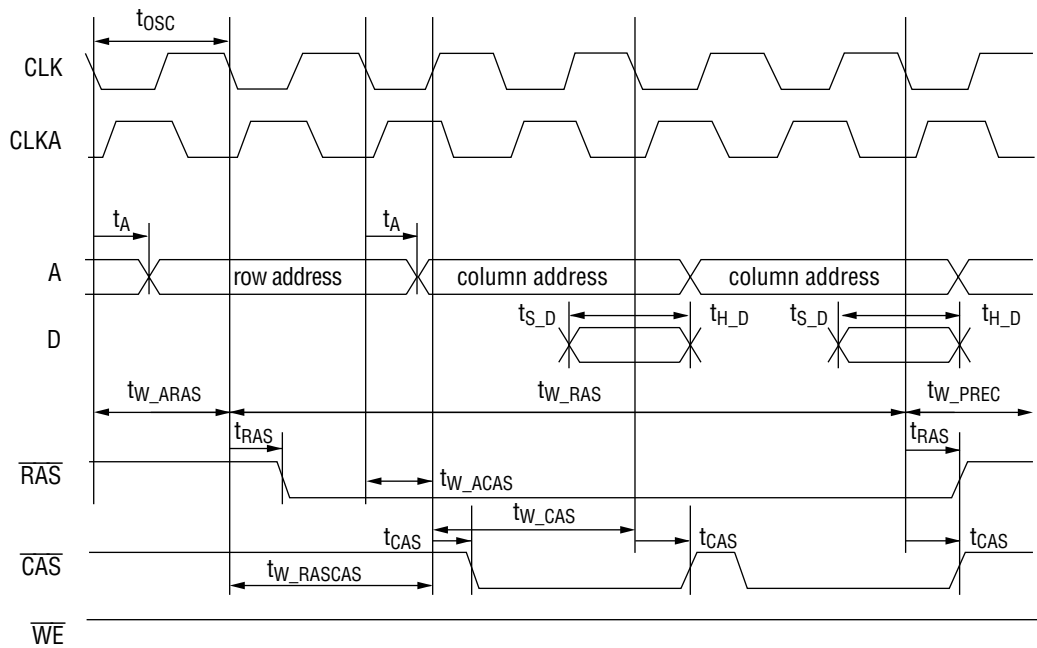 tOSC
CLK
CLKA
tA tA
A row address column address column address
tS_D tH_D tS_D tH_D
D
tW_ARAS tW_RAS tW_PREC
tRAS tRAS
RAS
tW_ACAS
tW_CAS
tCAS tCAS tCAS
CAS
tW_RASCAS
WE